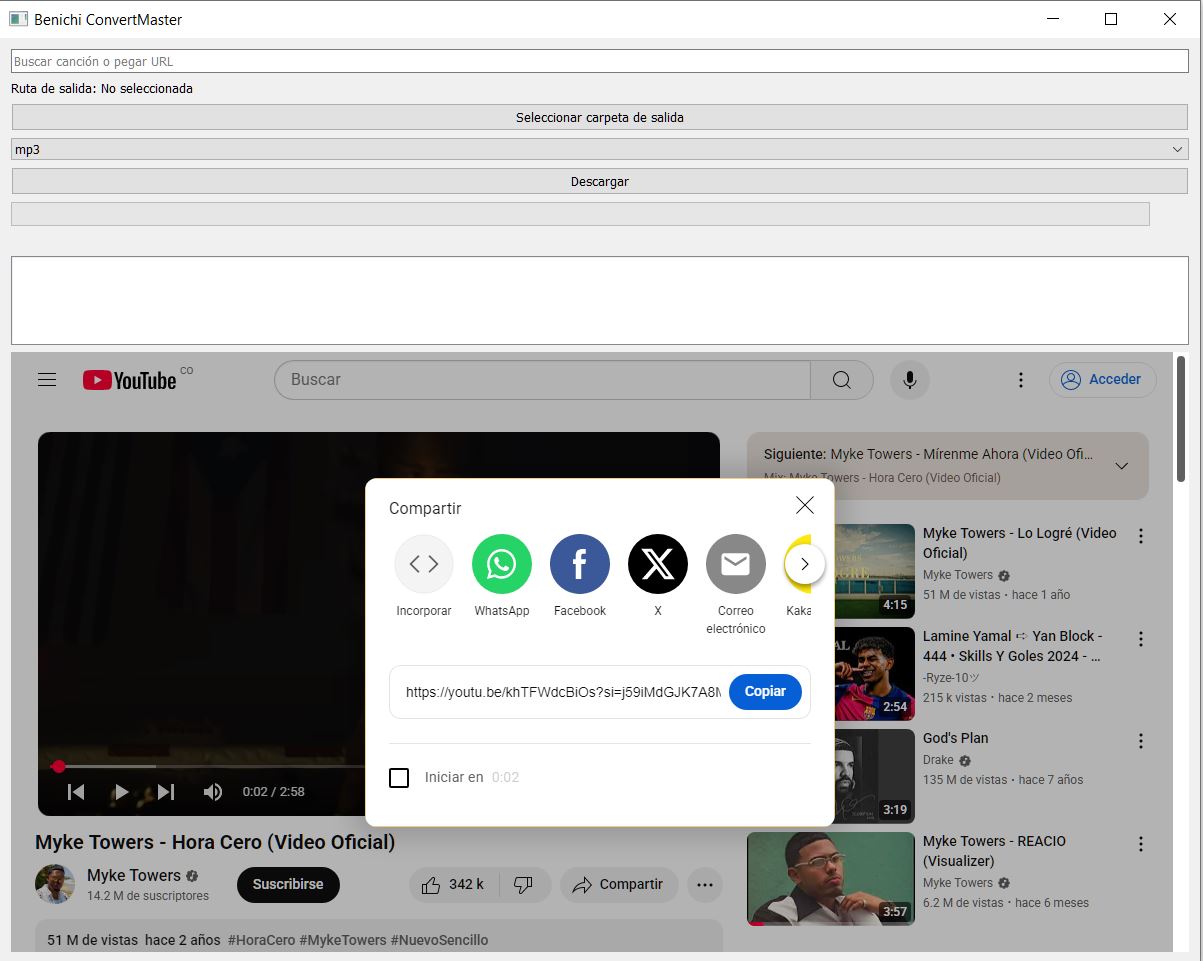 Benichi ConvertMaster
Buscar canción o pegar URL
Ruta de salida: No seleccionada
Seleccionar carpeta de salida
mp3
Descargar
YouTube CO
Buscar
Acceder
Siguiente: Myke Towers - Mírenme Ahora (Video Ofi...
Mix: Myke Towers - Hora Cero (Video Oficial)
Compartir
Incorporar
WhatsApp
Facebook
X
Correo
electrónico
Kaka
https://youtu.be/khTFWdcBiOs?si=j59iMdGJK7A8M
Copiar
Iniciar en 0:02
0:02 / 2:58
Myke Towers - Lo Logré (Video
Oficial)
Myke Towers
51 M de vistas • hace 1 año
4:15
Lamine Yamal ➪ Yan Block -
444 • Skills Y Goles 2024 - ...
-Ryze-10ツ
215 k vistas • hace 2 meses
2:54
God's Plan
Drake
135 M de vistas • hace 7 años
3:19
Myke Towers - REACIO
(Visualizer)
Myke Towers
6.2 M de vistas • hace 6 meses
3:57
Myke Towers - Hora Cero (Video Oficial)
Myke Towers
14.2 M de suscriptores
Suscribirse
342 k
Compartir
51 M de vistas hace 2 años #HoraCero #MykeTowers #NuevoSencillo